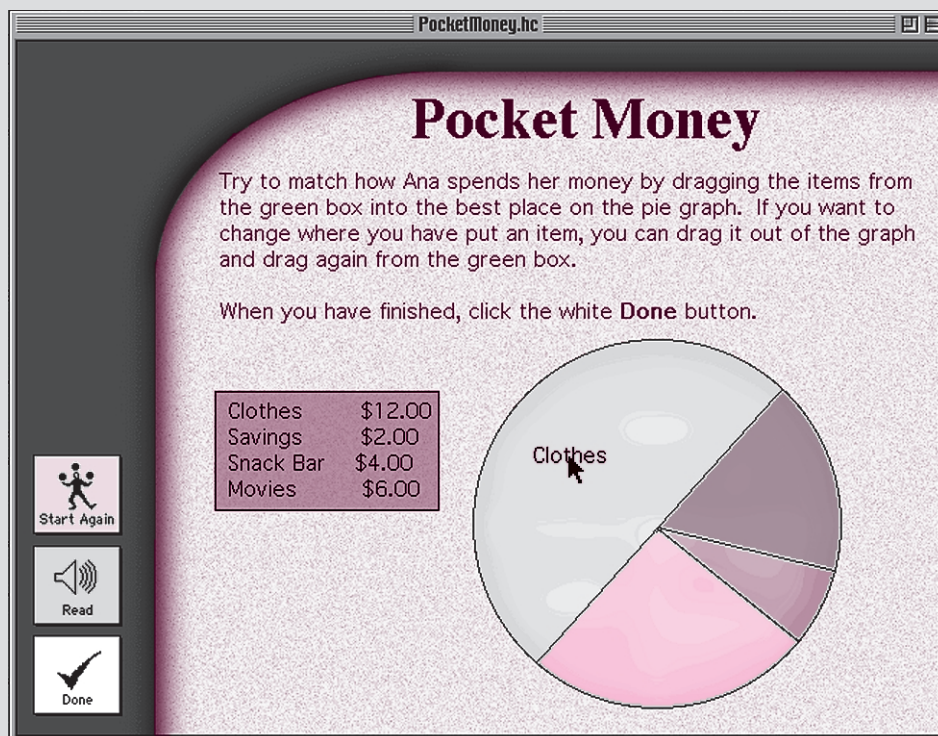 PocketMoney.hc
Pocket Money
Try to match how Ana spends her money by dragging the items from
the green box into the best place on the pie graph. If you want to
change where you have put an item, you can drag it out of the graph
and drag again from the green box.
When you have finished, click the white Done button.
Clothes $12.00
Savings $2.00
Snack Bar $4.00
Movies $6.00
Clothes
Start Again
Read
Done